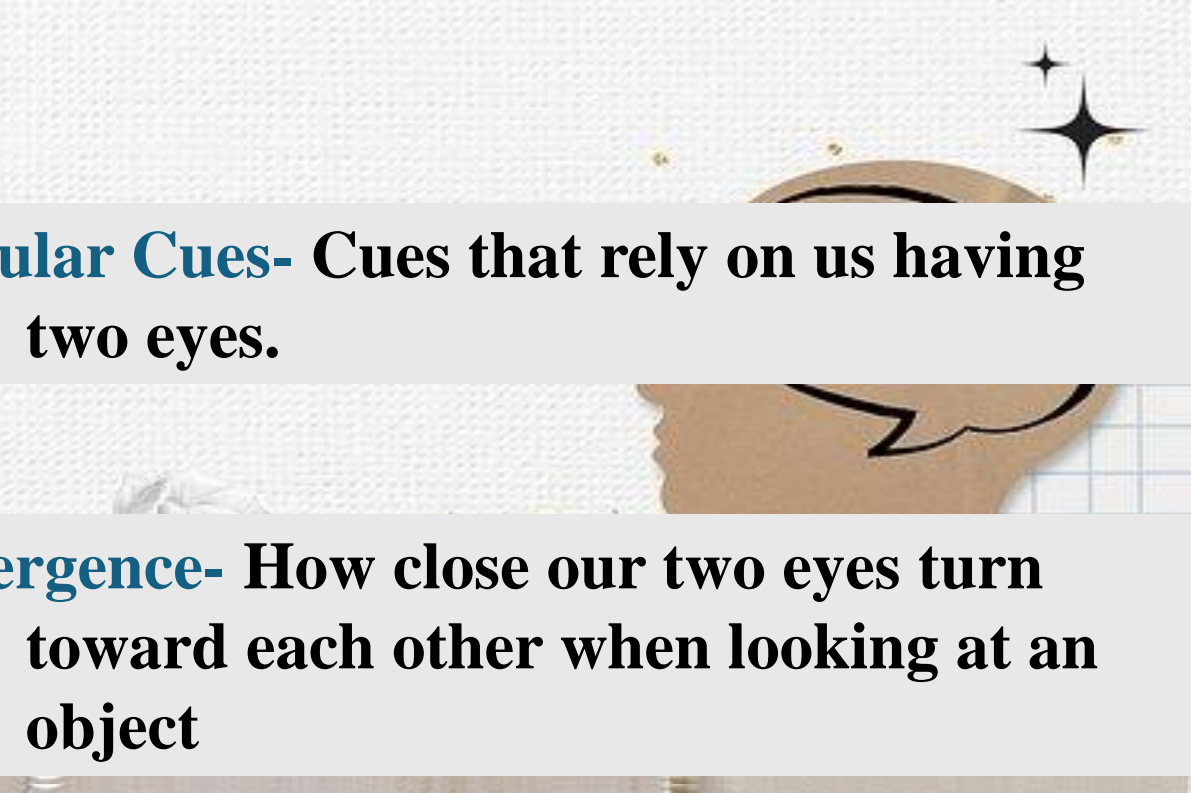 ular Cues- Cues that rely on us having
two eyes.
ergence- How close our two eyes turn
toward each other when looking at an
object